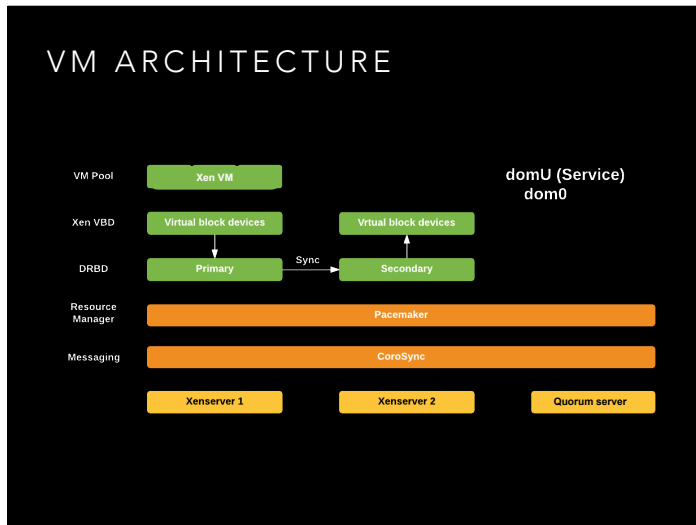 VM ARCHITECTURE
VM Pool
Xen VM
domU (Service)
dom0
Xen VBD
Virtual block devices
Vrtual block devices
DRBD
Primary
Sync
Secondary
Resource
Manager
Pacemaker
Messaging
CoroSync
Xenserver 1
Xenserver 2
Quorum server